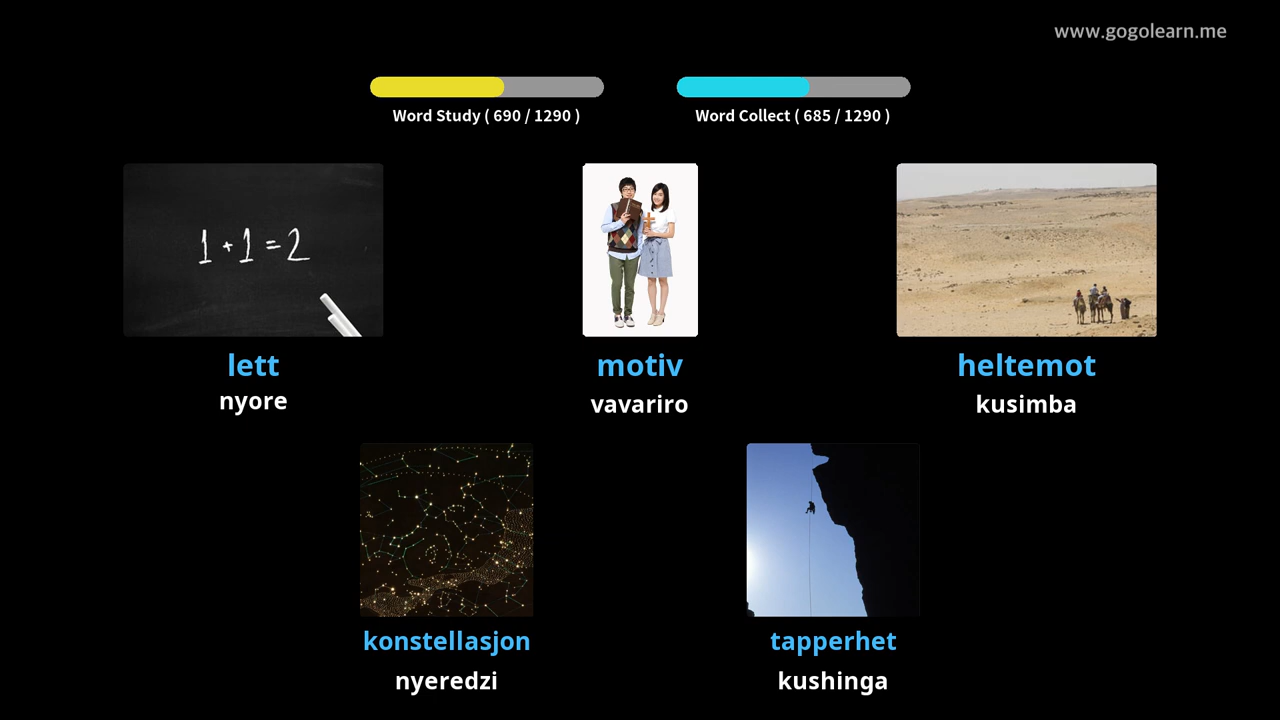 www.gogolearn.me
Word Study ( 690 / 1290 )
Word Collect ( 685 / 1290 )
1 + 1 = 2
lett
nyore
motiv
vavariro
heltemot
kusimba
konstellasjon
nyeredzi
tapperhet
kushinga